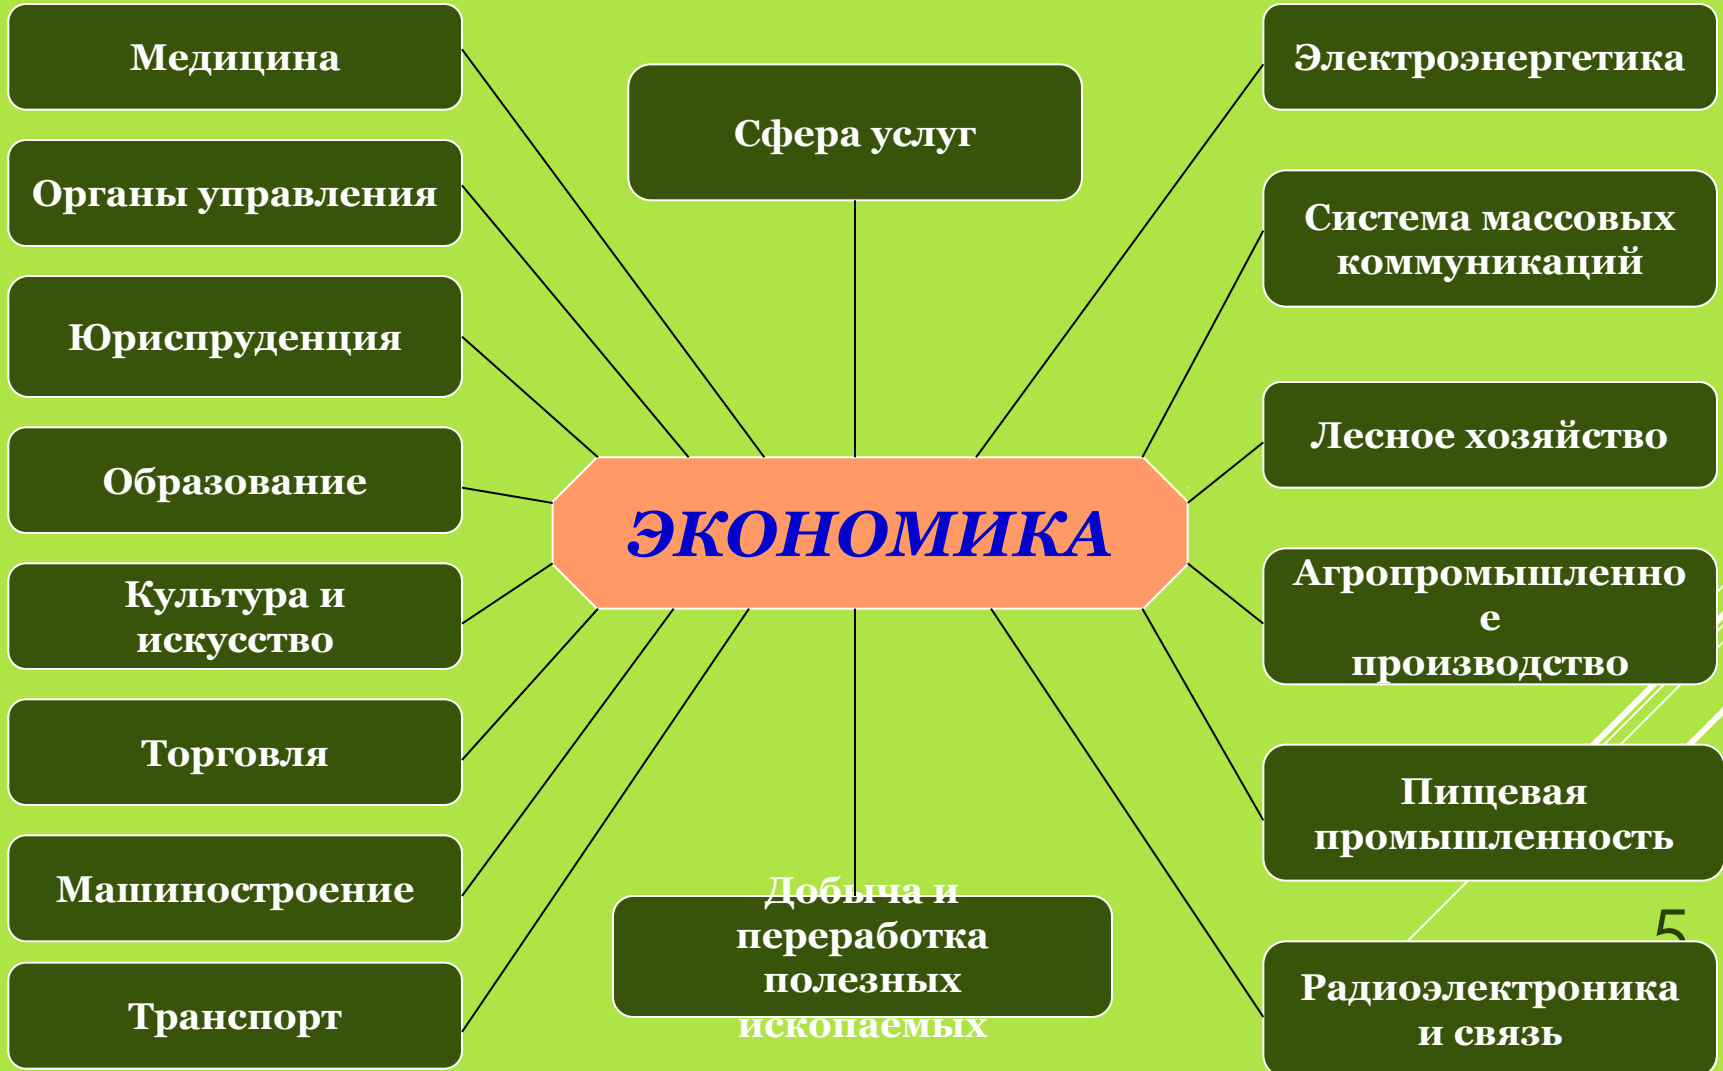 Медицина
Органы управления
Юриспруденция
Образование
Культура и
искусство
Торговля
Машиностроение
Транспорт
Сфера услуг
ЭКОНОМИКА
Добыча и
переработка
полезных
ископаемых
Электроэнергетика
Система массовых
коммуникаций
Лесное хозяйство
Агропромышленно
е
производство
Пищевая
промышленность
5
Радиоэлектроника
и связь